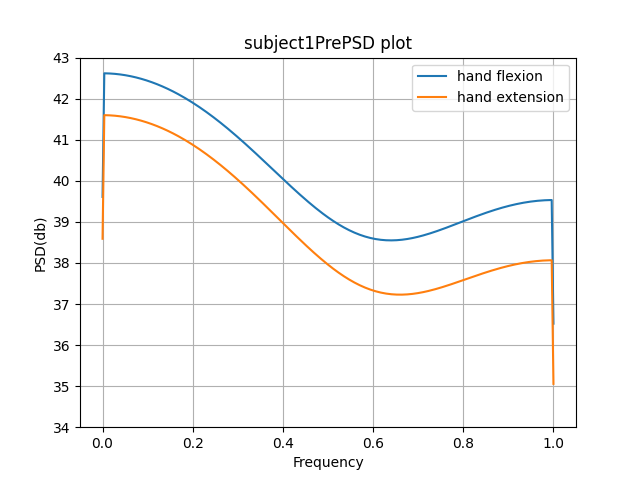 subject1PrePSD plot
hand flexion
hand extension
PSD(db)
43
42
41
40
39
38
37
36
35
34
0.0 0.2 0.4 0.6 0.8 1.0
Frequency